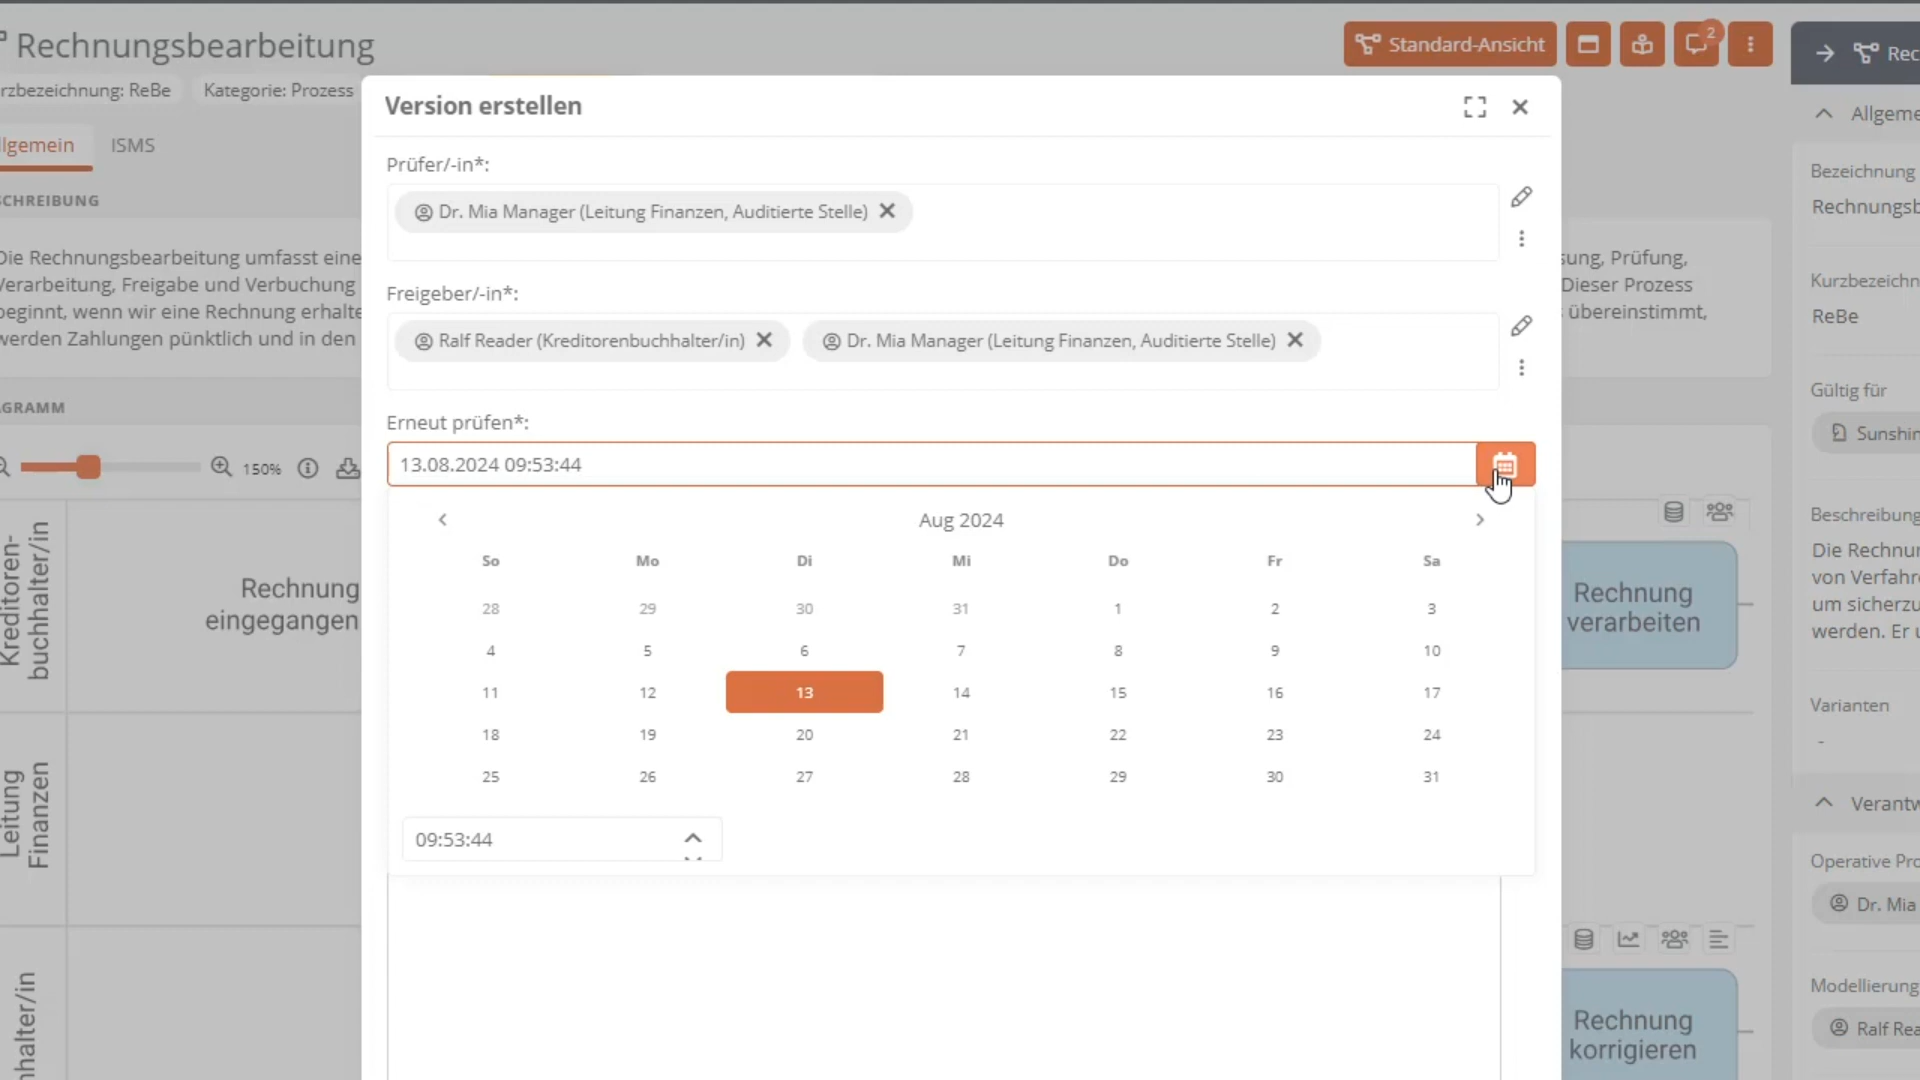 Rechnungsbearbeitung
Standard-Ansicht
2
rzbezeichnung: ReBe
Kategorie: Prozess
llgemein
ISMS
SCHREIBUNG
Die Rechnungsbearbeitung umfasst eine
Verarbeitung, Freigabe und Verbuchung
beginnt, wenn wir eine Rechnung erhalte
werden Zahlungen pünktlich und in den
sung, Prüfung,
Dieser Prozess
übereinstimmt,
AGRAMM
150%
Kreditoren-
buchhalter/in
Leitung
Finanzen
hhalter/in
Rechnung
eingegangen
Version erstellen
Prüfer/-in*:
Dr. Mia Manager (Leitung Finanzen, Auditierte Stelle)
Freigeber/-in*:
Ralf Reader (Kreditorenbuchhalter/in)
Dr. Mia Manager (Leitung Finanzen, Auditierte Stelle)
Erneut prüfen*:
13.08.2024 09:53:44
Aug 2024
So Mo Di Mi Do Fr Sa
28 29 30 31 1 2 3
4 5 6 7 8 9 10
11 12 13 14 15 16 17
18 19 20 21 22 23 24
25 26 27 28 29 30 31
09:53:44
Rechnung
verarbeiten
Rechnung
korrigieren
Rec
Allgeme
Bezeichnung
Rechnungsb
Kurzbezeichn
ReBe
Gültig für
Sunshin
Beschreibung
Die Rechnun
von Verfahre
um sicherzu
werden. Er u
Varianten
-
Verantw
Operative Pro
Dr. Mia
Modellierung
Ralf Rea